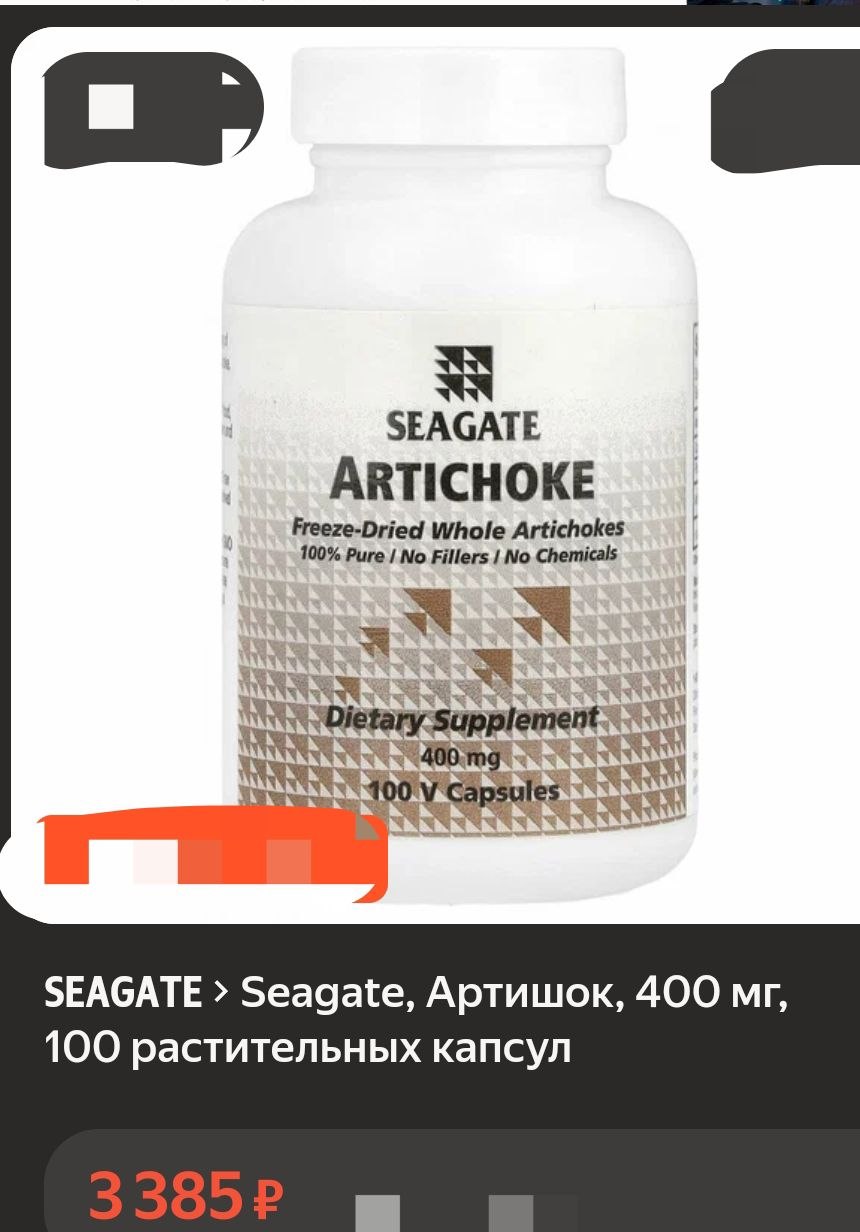 SEAGATE
ARTICHOKE
Freeze-Dried Whole Artichokes
100% Pure / No Fillers / No Chemicals
Dietary Supplement
400 mg
100 V Capsules
SEAGATE > Seagate, Артишок, 400 мг,
100 растительных капсул
3 385 ₽